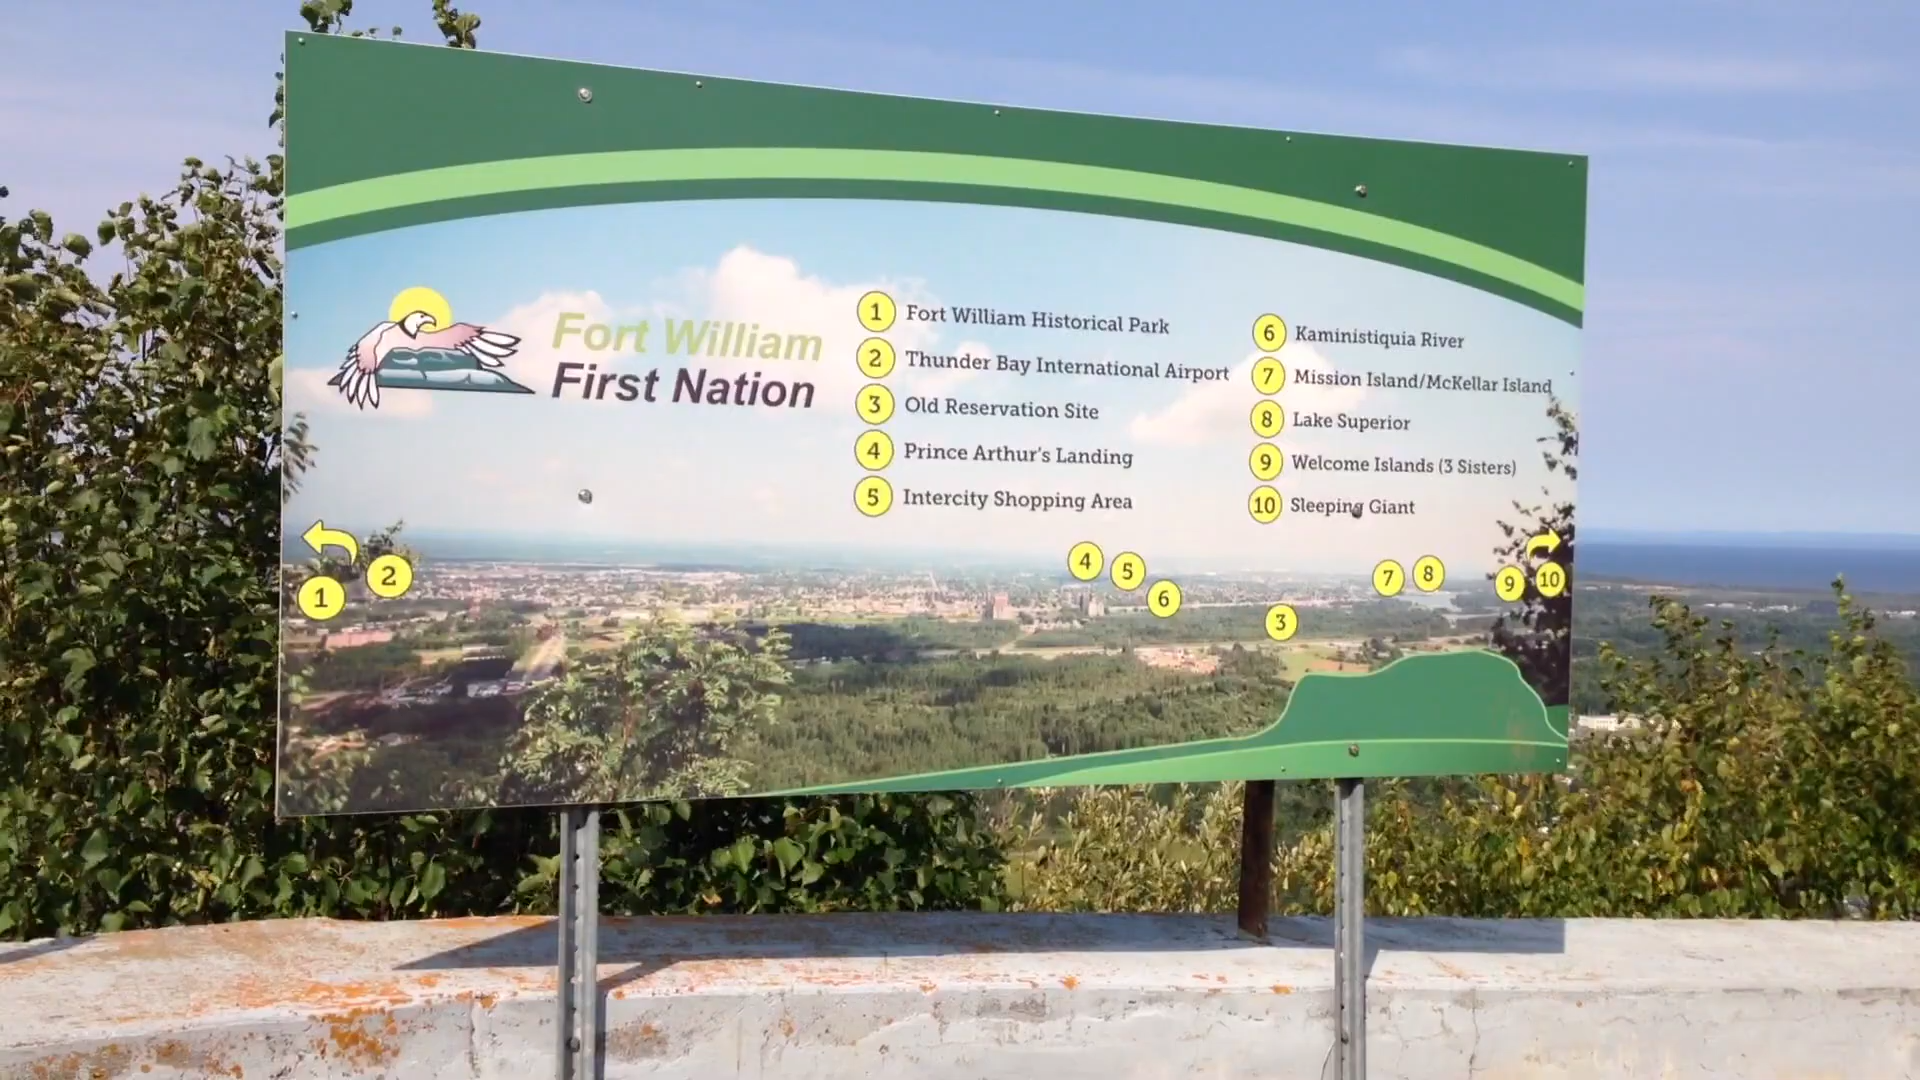 Fort William
First Nation
1 Fort William Historical Park
2 Thunder Bay International Airport
3 Old Reservation Site
4 Prince Arthur's Landing
5 Intercity Shopping Area
6 Kaministiquia River
7 Mission Island/McKellar Island
8 Lake Superior
9 Welcome Islands (3 Sisters)
10 Sleeping Giant
1
2
4
5
6
3
7
8
9
10